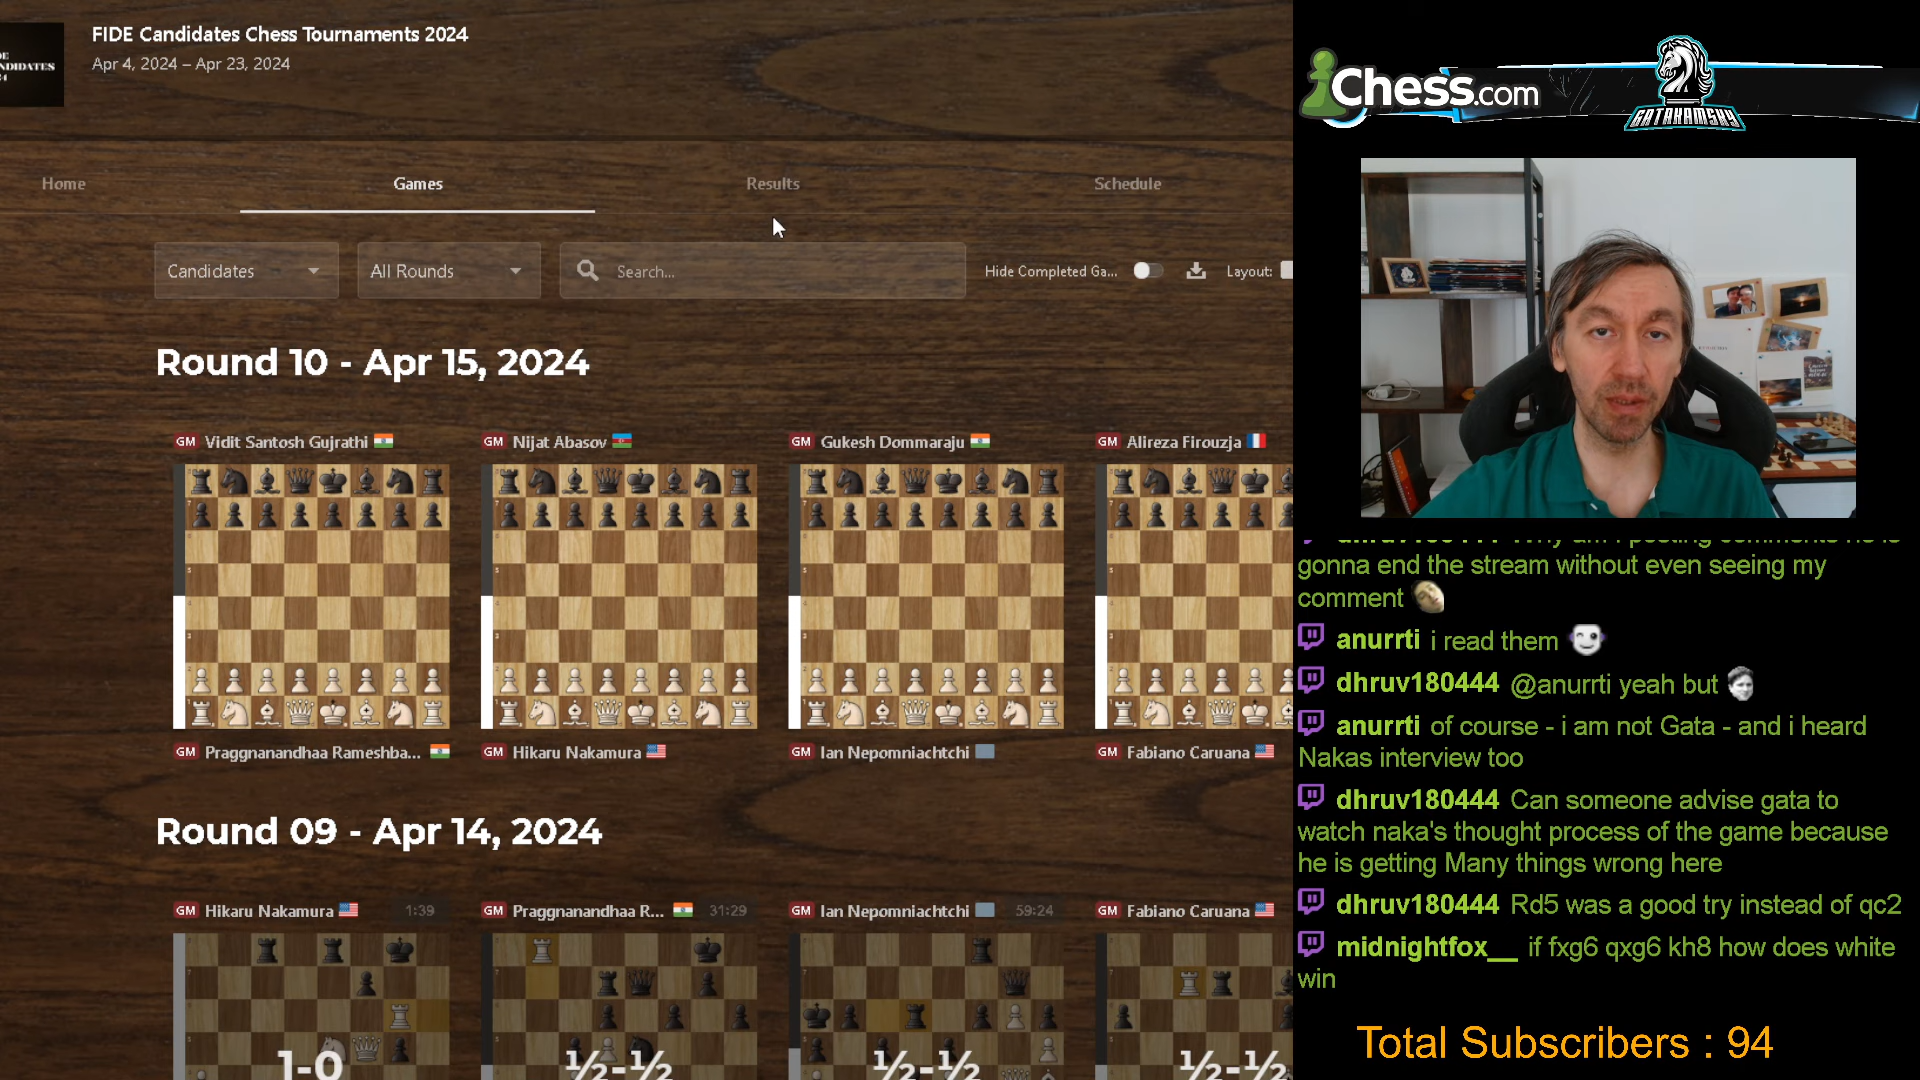 FIDE Candidates Chess Tournaments 2024
Apr 4, 2024 – Apr 23, 2024
Home
Games
Results
Schedule
Candidates
All Rounds
Search...
Hide Completed Ga...
Layout:
Round 10 - Apr 15, 2024
GM Vidit Santosh Gujrathi
GM Nijat Abasov
GM Gukesh Dommaraju
GM Alireza Firouzja
GM Praggnanandhaa Rameshba...
GM Hikaru Nakamura
GM Ian Nepomniachtchi
GM Fabiano Caruana
Round 09 - Apr 14, 2024
GM Hikaru Nakamura 1:39
GM Praggnanandhaa R... 31:29
GM Ian Nepomniachtchi 59:24
GM Fabiano Caruana
1-0
½-½
½-½
½-½
Chess.com
GATAKAMSKY
gonna end the stream without even seeing my
comment
anurrti i read them
dhruv180444 @anurrti yeah but
anurrti of course - i am not Gata - and i heard
Nakas interview too
dhruv180444 Can someone advise gata to
watch naka's thought process of the game because
he is getting Many things wrong here
dhruv180444 Rd5 was a good try instead of qc2
midnightfox__ if fxg6 qxg6 kh8 how does white
win
Total Subscribers : 94